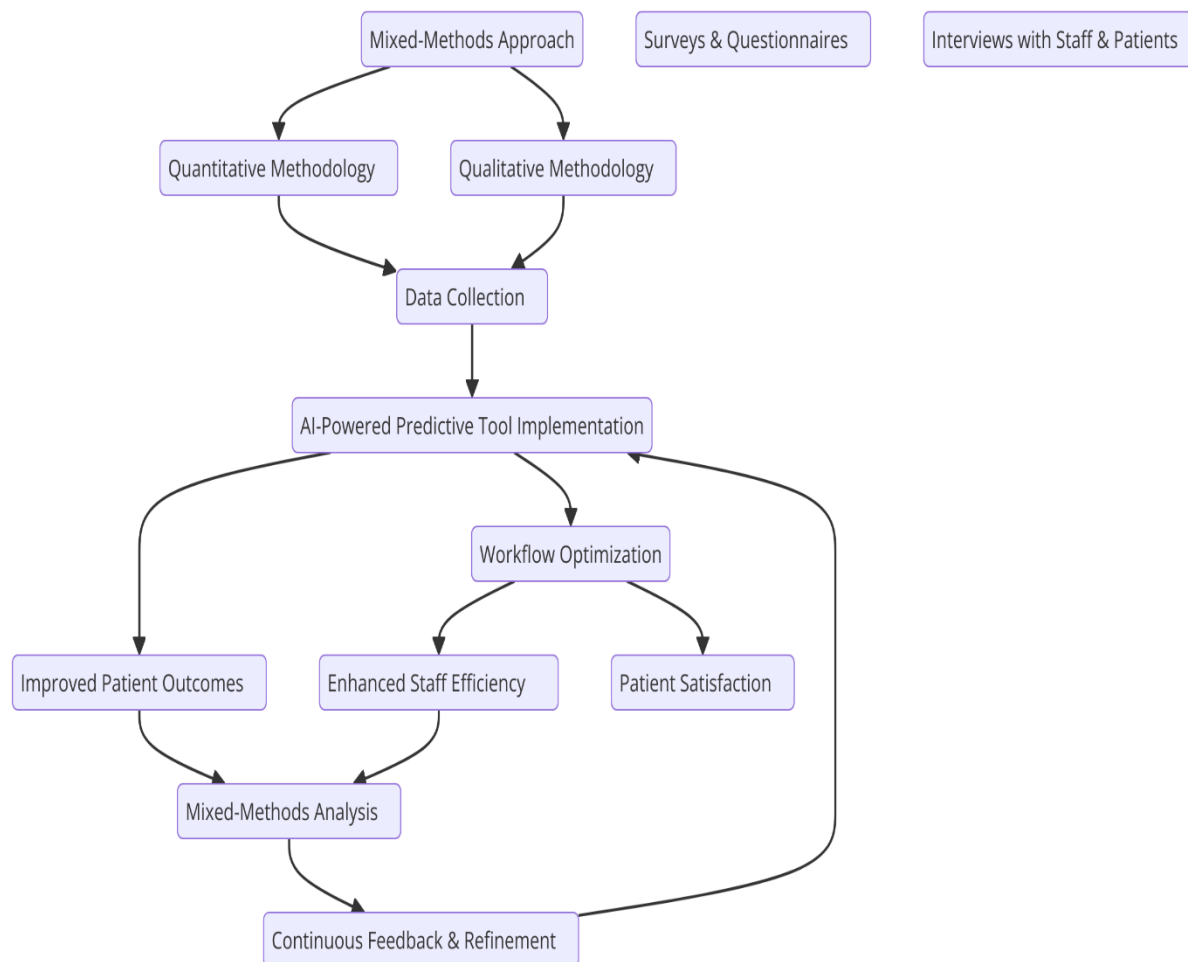 Mixed-Methods Approach
Surveys & Questionnaires
Interviews with Staff & Patients
Quantitative Methodology
Qualitative Methodology
Data Collection
AI-Powered Predictive Tool Implementation
Workflow Optimization
Improved Patient Outcomes
Enhanced Staff Efficiency
Patient Satisfaction
Mixed-Methods Analysis
Continuous Feedback & Refinement